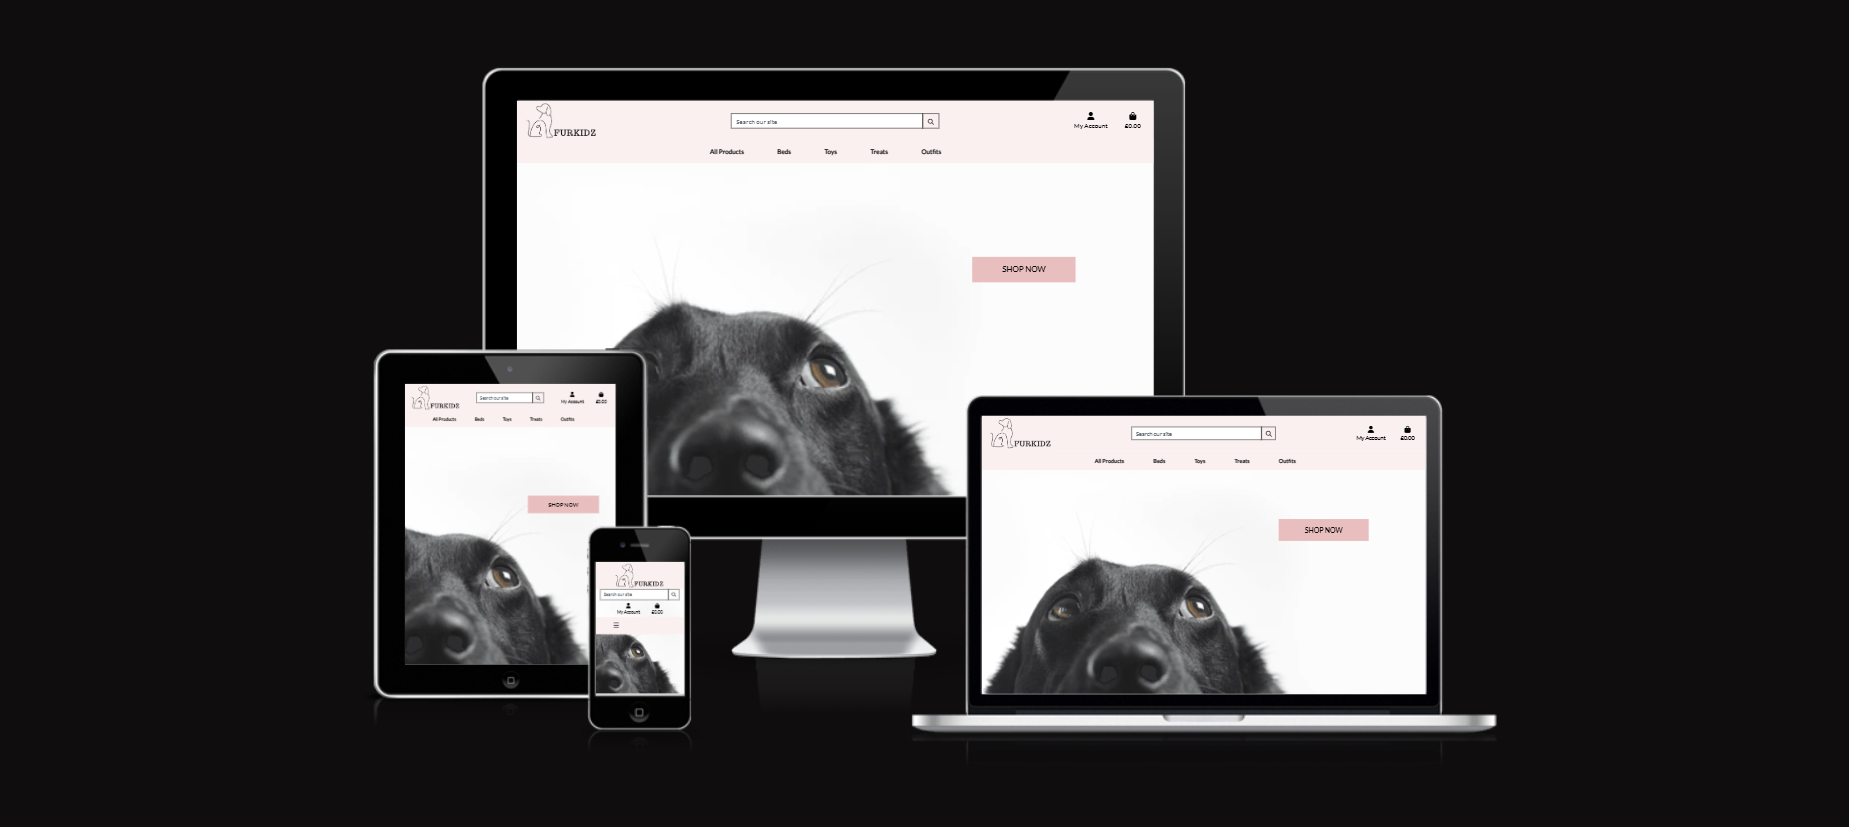 FURKIDZ
Search our site
My Account
£0.00
All Products Beds Toys Treats Outfits
SHOP NOW
FURKIDZ
Search our site
My Account
£0.00
All Products Beds Toys Treats Outfits
SHOP NOW
FURKIDZ
Search our site
My Account
£0.00
FURKIDZ
Search our site
My Account
£0.00
All Products Beds Toys Treats Outfits
SHOP NOW